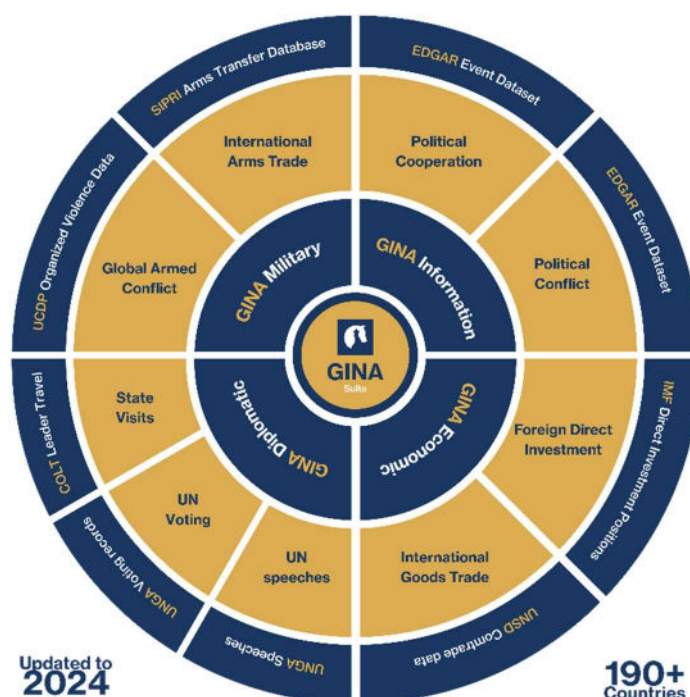 SIPRI Arms Transfer Database
EDGAR Event Dataset
International
Arms Trade
Political
Cooperation
UCDP Organized Violence Data
EDGAR Event Dataset
Global Armed
Conflict
GINA Military
GINA Information
Political
Conflict
GINA
Suite
State
Visits
GINA Diplomatic
GINA Economic
Foreign Direct
Investment
COLT Leader Travel
IMF Direct Investment Positions
UN
Voting
UN
speeches
International
Goods Trade
UNGA Voting records
UNGA Speeches
UNSD Comtrade data
Updated to
2024
190+
Countries